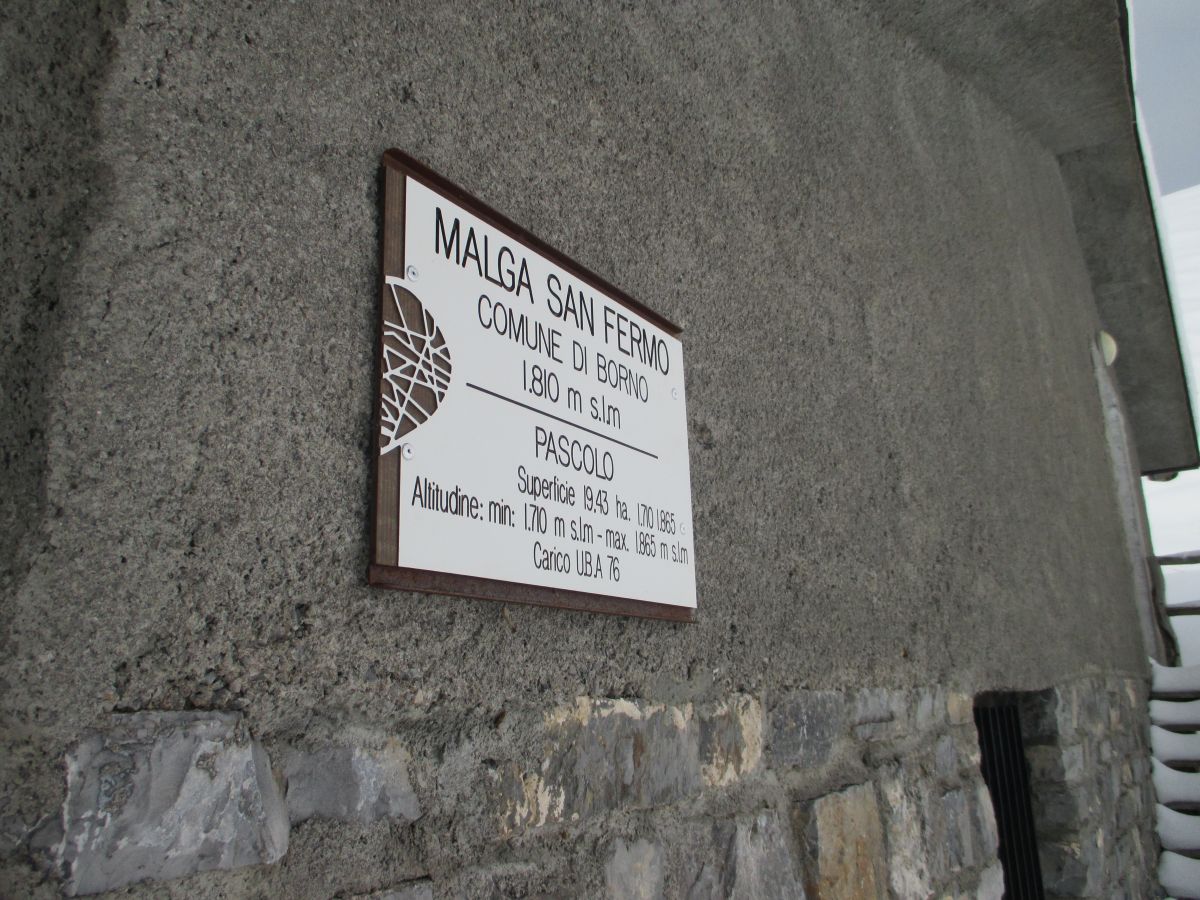 MALGA SAN FERMO
COMUNE DI BORNO
1.810 m s.l.m
PASCOLO
Superficie 19.43 ha. 1.710 1.865
Altitudine: min: 1.710 m s.l.m - max. 1.865 m s.l.m
Carico U.B.A 76